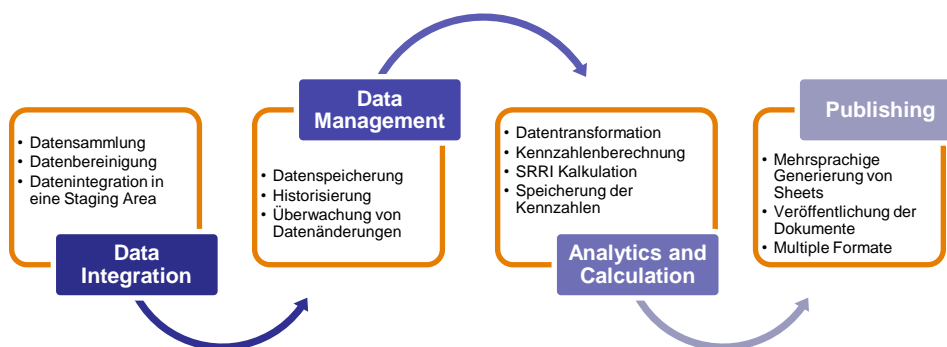 • Datensammlung
• Datenbereinigung
• Datenintegration in
eine Staging Area
Data
Integration
Data
Management
• Datenspeicherung
• Historisierung
• Überwachung von
Datenänderungen
• Datentransformation
• Kennzahlenberechnung
• SRRI Kalkulation
• Speicherung der
Kennzahlen
Analytics and
Calculation
Publishing
• Mehrsprachige
Generierung von
Sheets
• Veröffentlichung der
Dokumente
• Multiple Formate